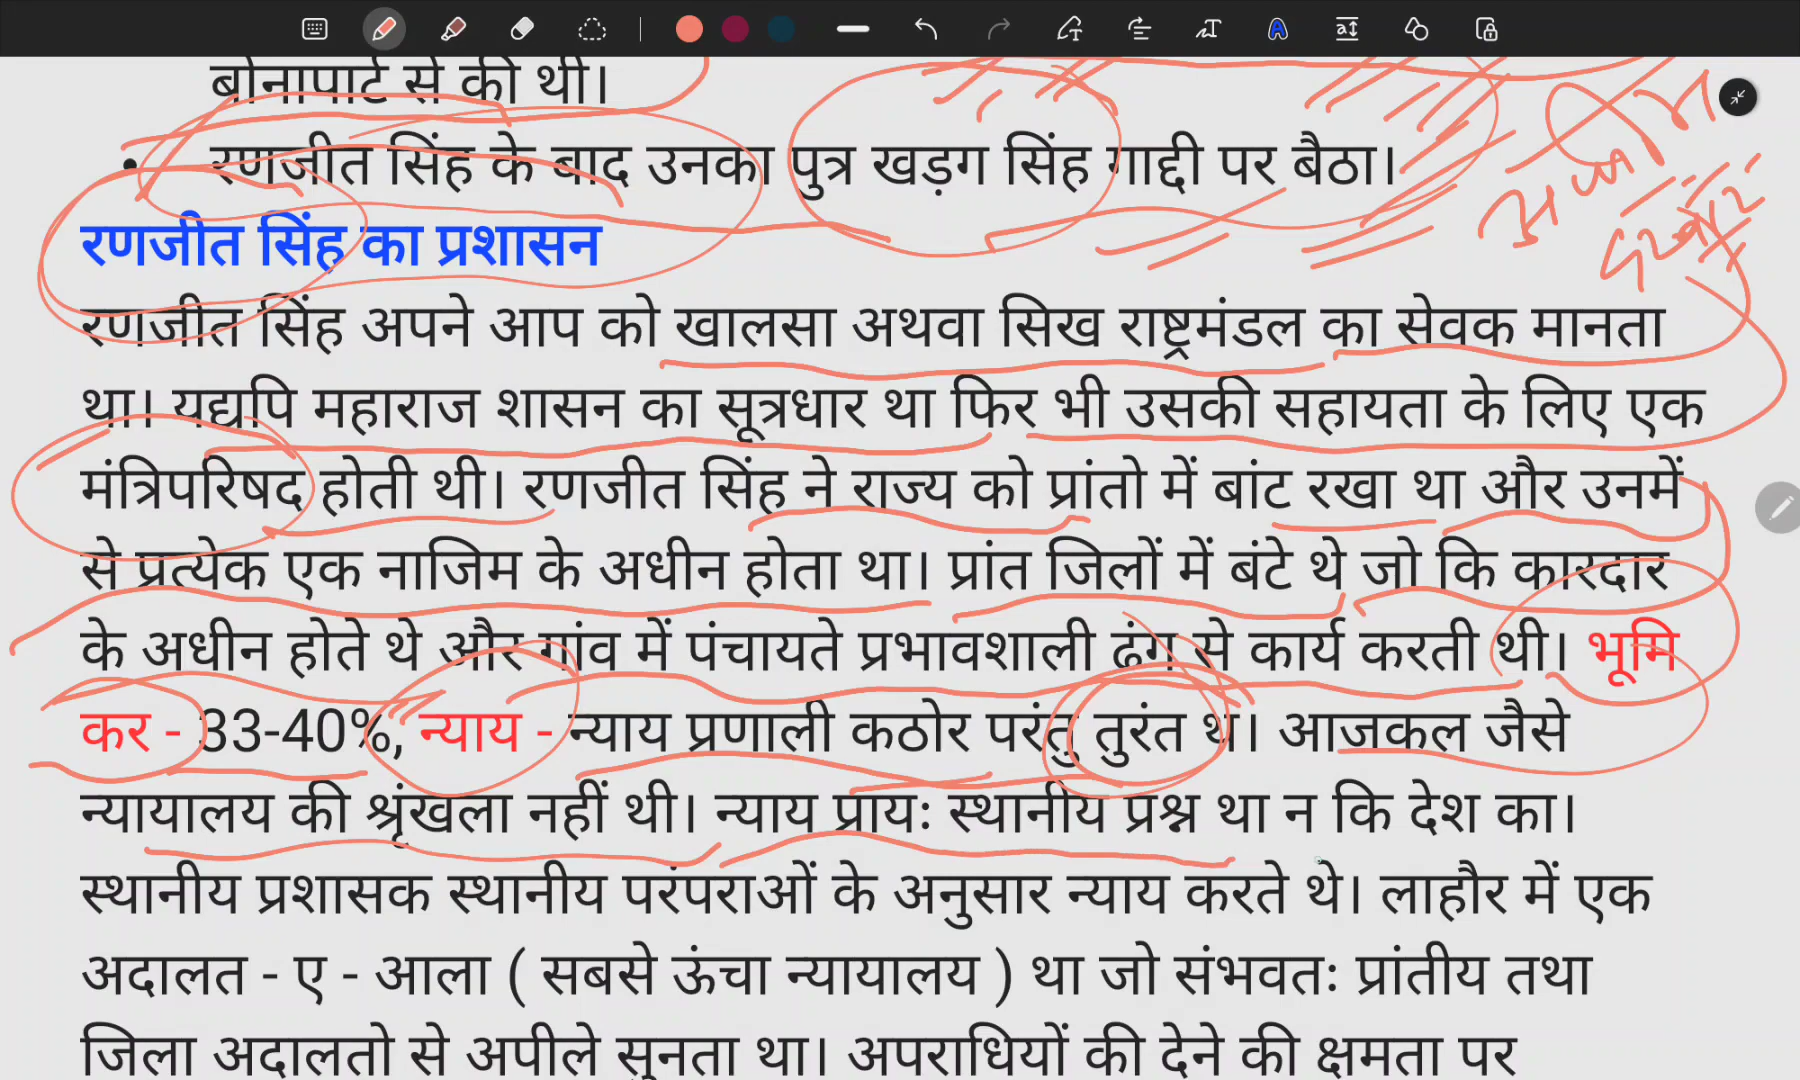 बोनापार्ट से की थी।
• रणजीत सिंह के बाद उनका पुत्र खड़ग सिंह गाद्दी पर बैठा।
रणजीत सिंह का प्रशासन
रणजीत सिंह अपने आप को खालसा अथवा सिख राष्ट्रमंडल का सेवक मानता
था। यद्यपि महाराज शासन का सूत्रधार था फिर भी उसकी सहायता के लिए एक
मंत्रिपरिषद होती थी। रणजीत सिंह ने राज्य को प्रांतो में बांट रखा था और उनमें
से प्रत्येक एक नाजिम के अधीन होता था। प्रांत जिलों में बंटे थे जो कि कारदार
के अधीन होते थे और गांव में पंचायते प्रभावशाली ढंग से कार्य करती थी। भूमि
कर - 33-40%, न्याय - न्याय प्रणाली कठोर परंतु तुरंत थ। आजकल जैसे
न्यायालय की श्रृंखला नहीं थी। न्याय प्रायः स्थानीय प्रश्न था न कि देश का।
स्थानीय प्रशासक स्थानीय परंपराओं के अनुसार न्याय करते थे। लाहौर में एक
अदालत - ए - आला ( सबसे ऊंचा न्यायालय ) था जो संभवतः प्रांतीय तथा
जिला अदालतो से अपीले सुनता था। अपराधियों की देने की क्षमता पर